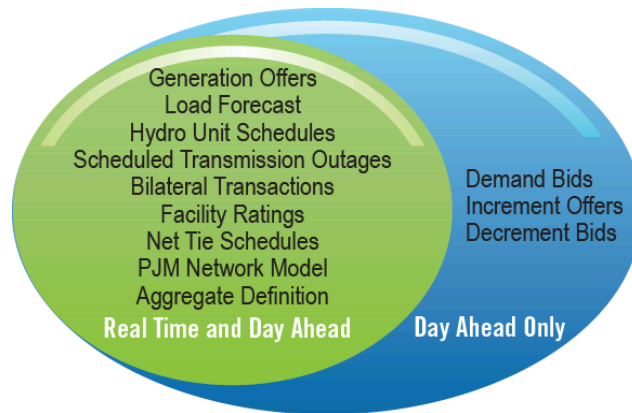 Generation Offers
Load Forecast
Hydro Unit Schedules
Scheduled Transmission Outages
Bilateral Transactions
Facility Ratings
Net Tie Schedules
PJM Network Model
Aggregate Definition
Real Time and Day Ahead
Demand Bids
Increment Offers
Decrement Bids
Day Ahead Only